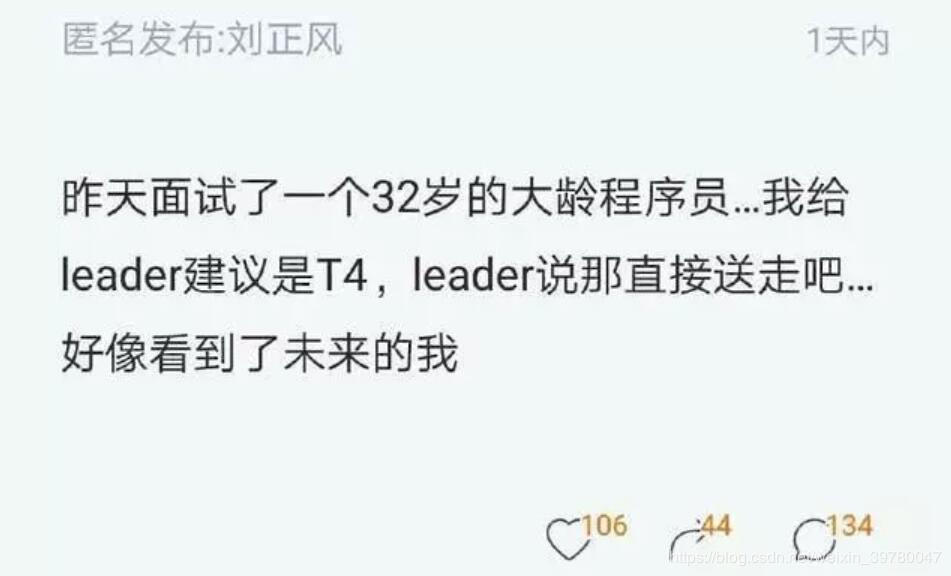 匿名发布:刘正风
1天内
昨天面试了一个32岁的大龄程序员...我给
leader建议是T4，leader说那直接送走吧...
好像看到了未来的我
106
44
134
https://blog.csdn.net/weixin_39780047